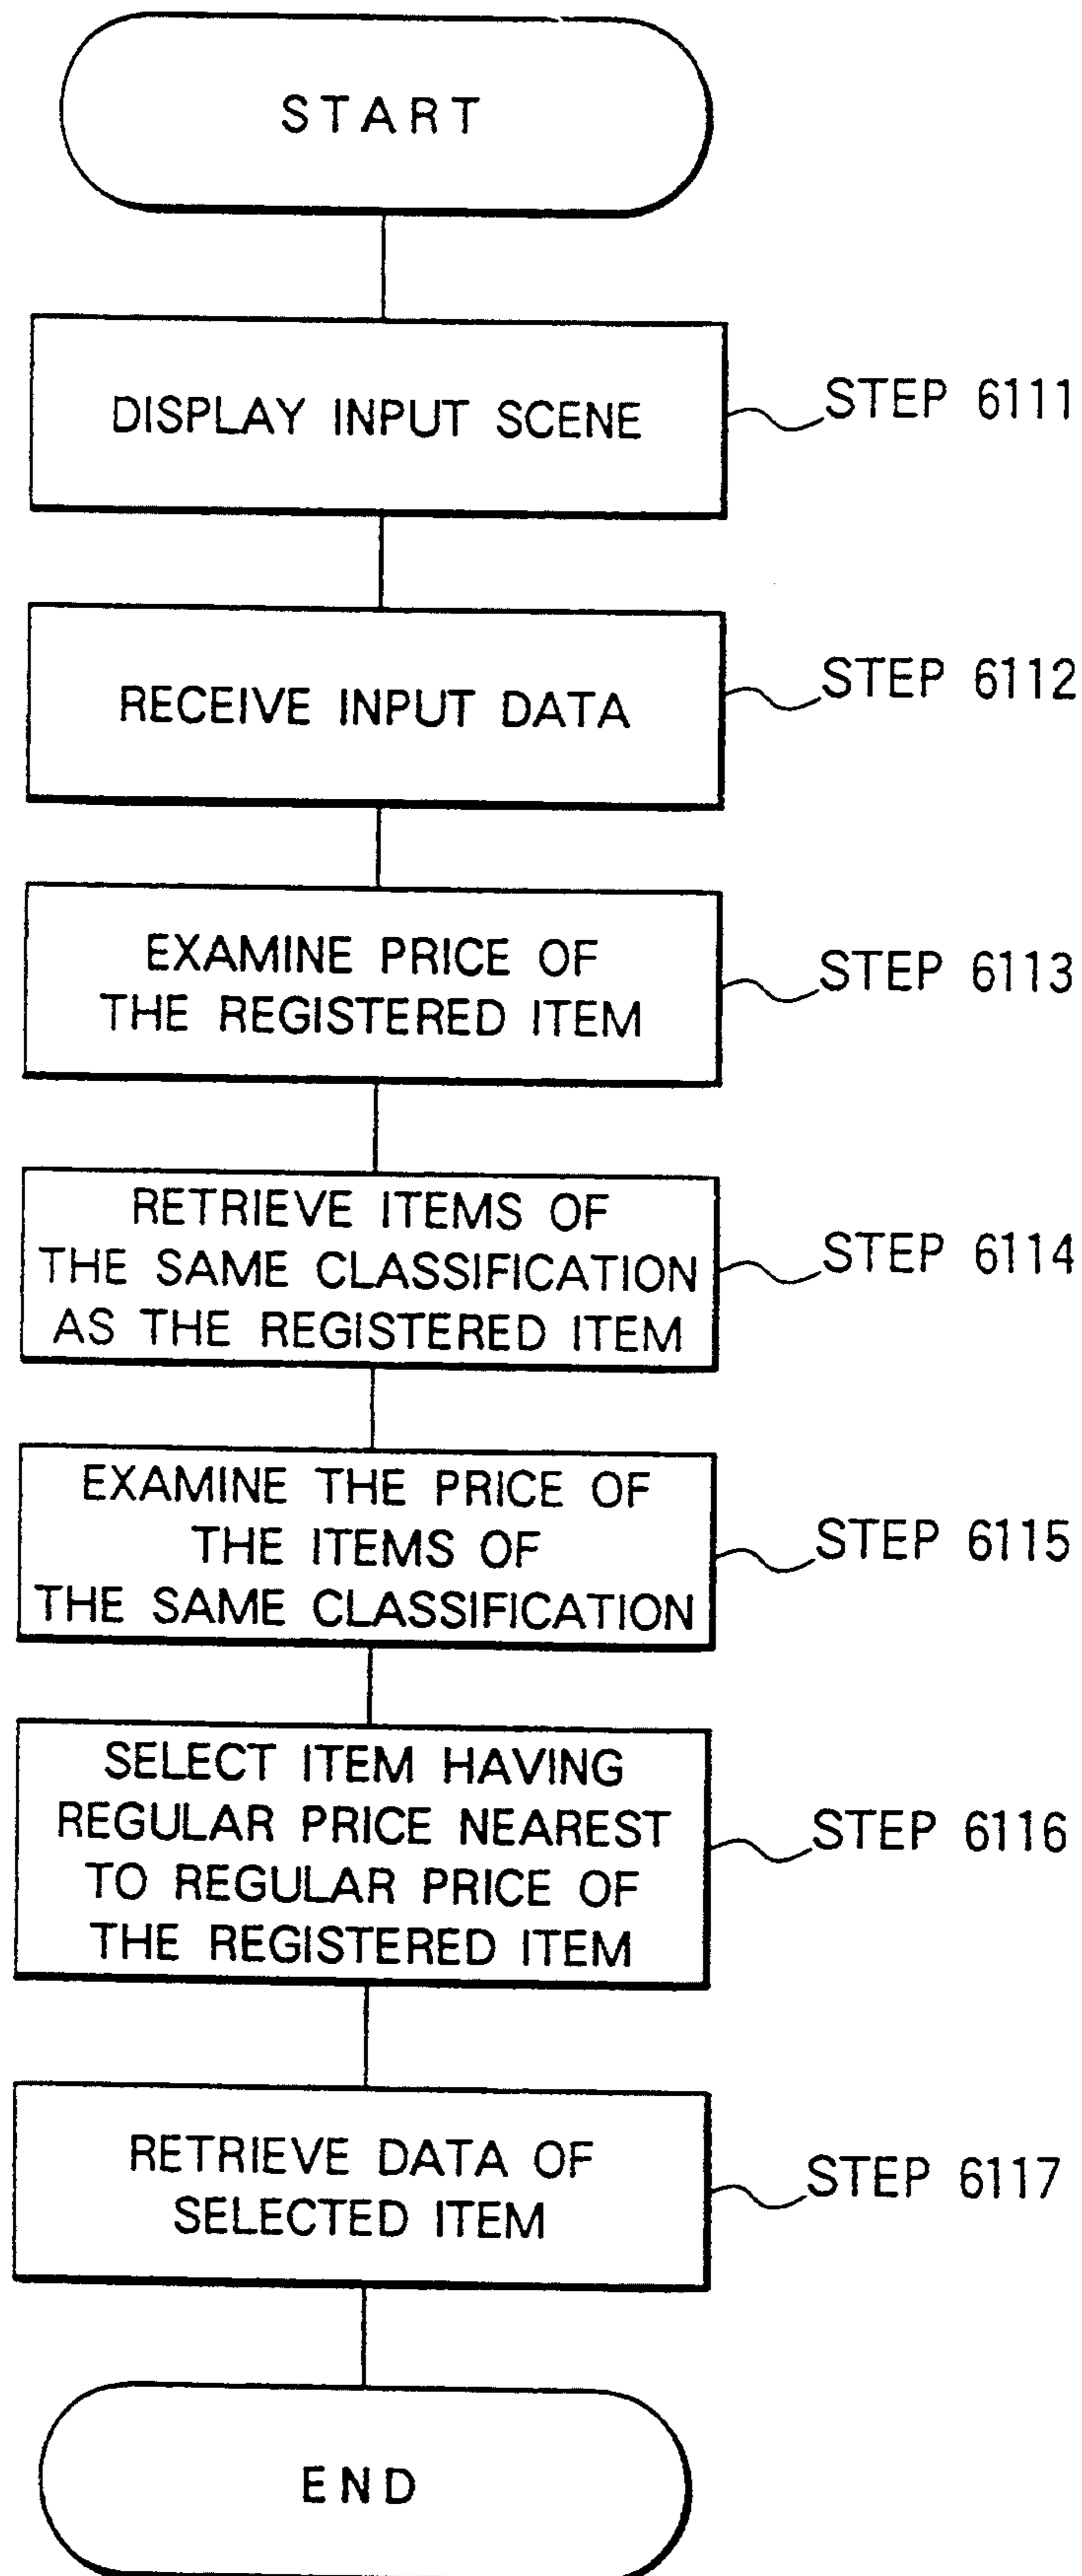 START
DISPLAY INPUT SCENE
STEP 6111
RECEIVE INPUT DATA
STEP 6112
EXAMINE PRICE OF
THE REGISTERED ITEM
STEP 6113
RETRIEVE ITEMS OF
THE SAME CLASSIFICATION
AS THE REGISTERED ITEM
STEP 6114
EXAMINE THE PRICE OF
THE ITEMS OF
THE SAME CLASSIFICATION
STEP 6115
SELECT ITEM HAVING
REGULAR PRICE NEAREST
TO REGULAR PRICE OF
THE REGISTERED ITEM
STEP 6116
RETRIEVE DATA OF
SELECTED ITEM
STEP 6117
END